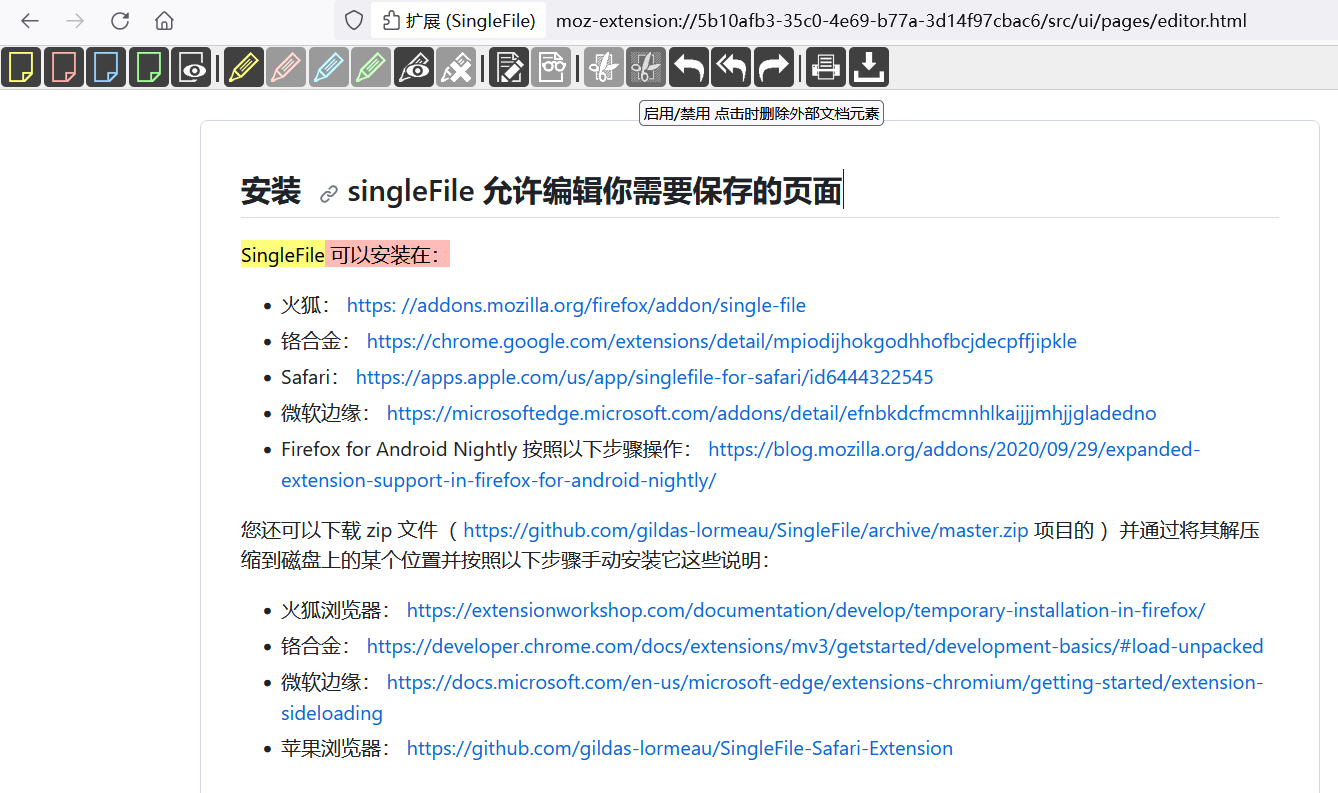 扩展 (SingleFile)
moz-extension://5b10afb3-35c0-4e69-b77a-3d14f97cbac6/src/ui/pages/editor.html
启用/禁用 点击时删除外部文档元素
安装 singleFile 允许编辑你需要保存的页面
SingleFile 可以安装在：
火狐： https: //addons.mozilla.org/firefox/addon/single-file
铬合金： https://chrome.google.com/extensions/detail/mpiodijhokgodhhofbcjdecpffjipkle
Safari： https://apps.apple.com/us/app/singlefile-for-safari/id6444322545
微软边缘： https://microsoftedge.microsoft.com/addons/detail/efnbkdcfmcmnhlkaijjjmhjjgladedno
Firefox for Android Nightly 按照以下步骤操作： https://blog.mozilla.org/addons/2020/09/29/expanded-
extension-support-in-firefox-for-android-nightly/
您还可以下载 zip 文件（ https://github.com/gildas-lormeau/SingleFile/archive/master.zip 项目的 ）并通过将其解压
缩到磁盘上的某个位置并按照以下步骤手动安装它这些说明：
火狐浏览器： https://extensionworkshop.com/documentation/develop/temporary-installation-in-firefox/
铬合金： https://developer.chrome.com/docs/extensions/mv3/getstarted/development-basics/#load-unpacked
微软边缘： https://docs.microsoft.com/en-us/microsoft-edge/extensions-chromium/getting-started/extension-
sideloading
苹果浏览器： https://github.com/gildas-lormeau/SingleFile-Safari-Extension